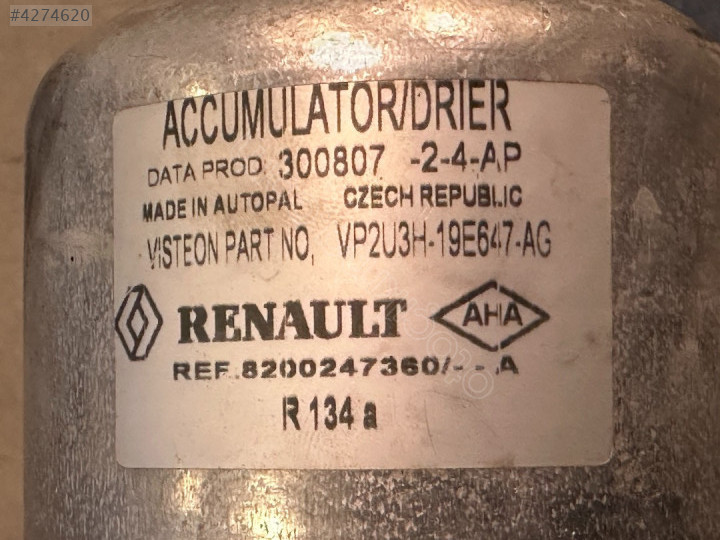 #4274620
ACCUMULATOR/DRIER
DATA PROD. 300807 -2-4-AP
MADE IN AUTOPAL CZECH REPUBLIC
VISTEON PART NO, VP2U3H-19E647-AG
RENAULT AHA
REF.8200247360/--.A
R 134 a